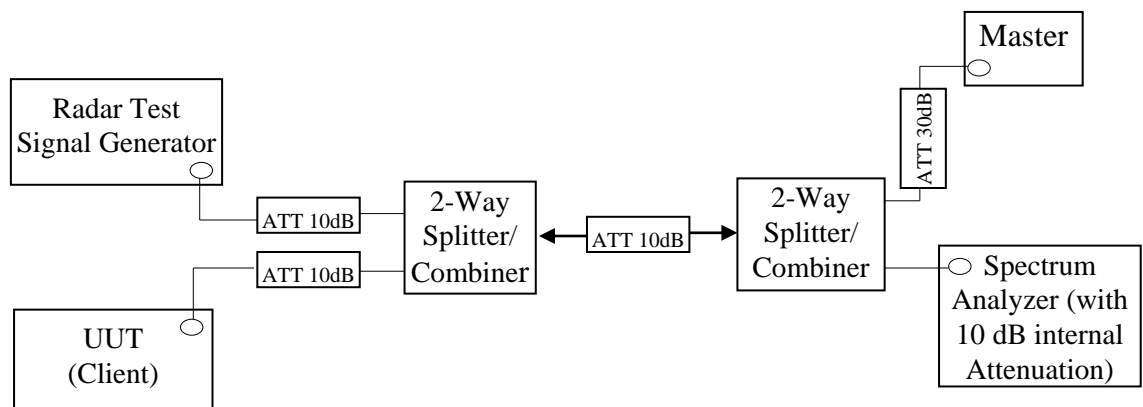 Master
Radar Test
Signal Generator
ATT 30dB
ATT 10dB
2-Way
Splitter/
Combiner
ATT 10dB
2-Way
Splitter/
Combiner
ATT 10dB
UUT
(Client)
Spectrum
Analyzer (with
10 dB internal
Attenuation)